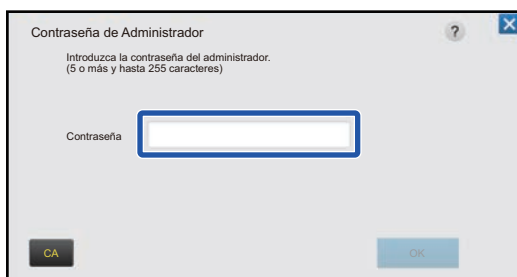 Contraseña de Administrador
?
Introduzca la contraseña del administrador.
(5 o más y hasta 255 caracteres)
Contraseña
CA
OK